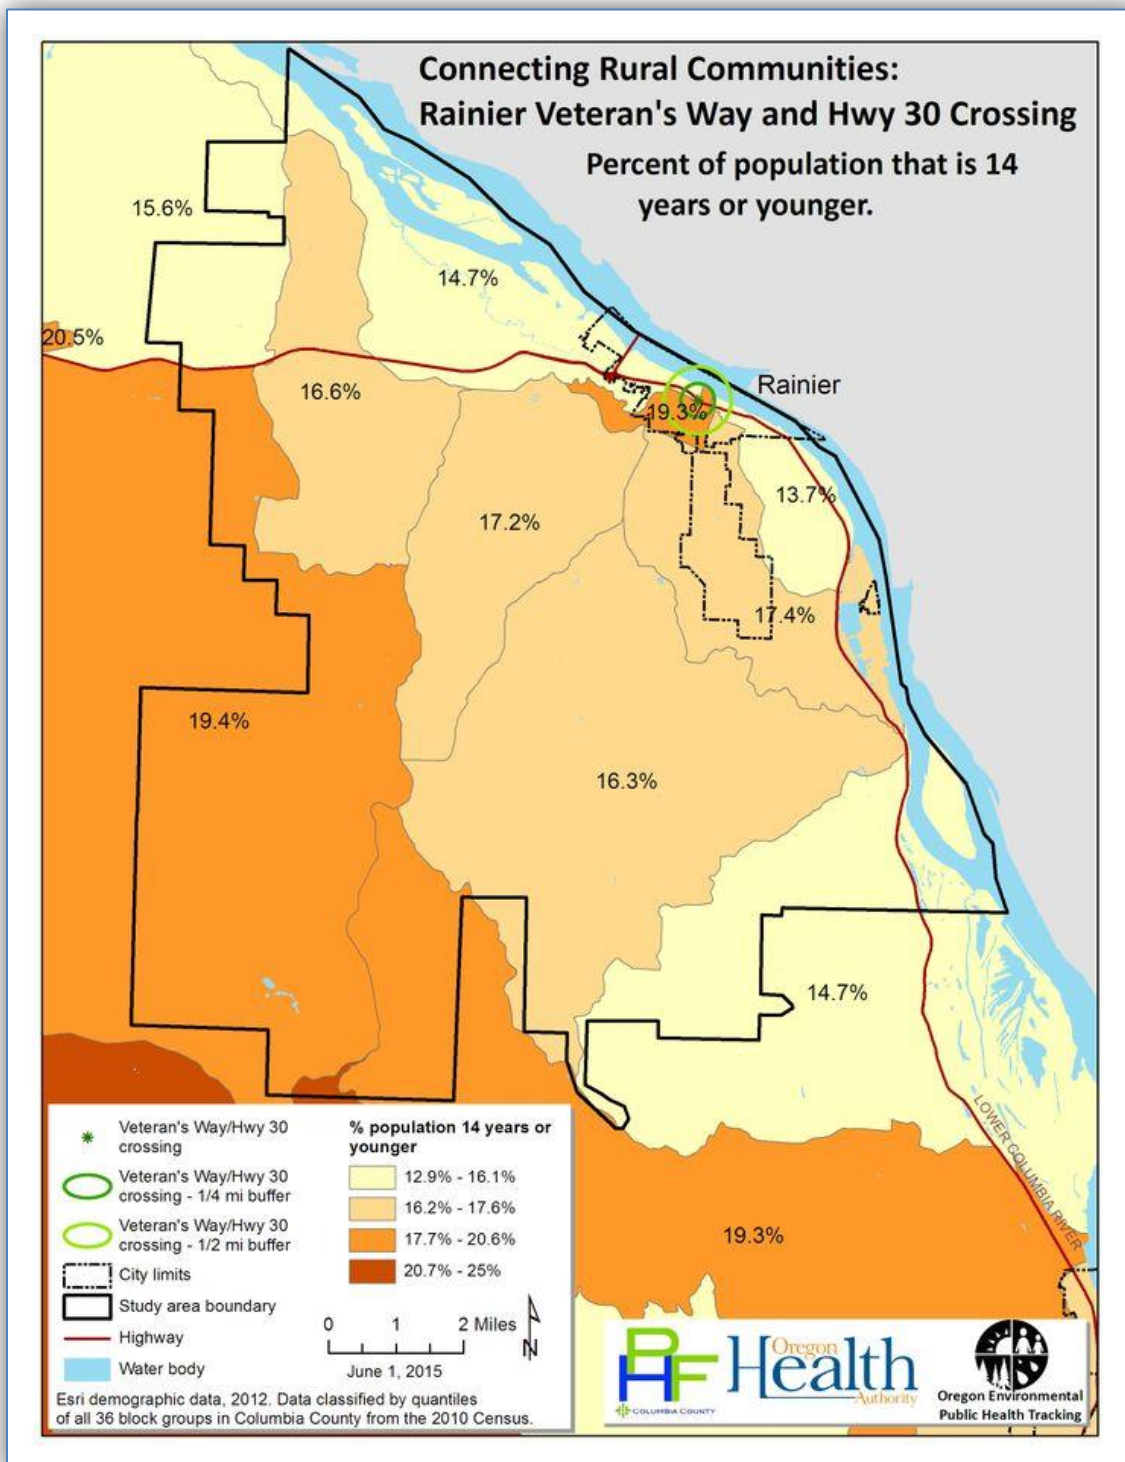 Connecting Rural Communities:
Rainier Veteran's Way and Hwy 30 Crossing
Percent of population that is 14
years or younger.
15.6%
14.7%
20.5%
16.6%
Rainier
19.3%
13.7%
17.2%
17.4%
19.4%
16.3%
14.7%
LOWER COLUMBIA RIVER
19.3%
Veteran's Way/Hwy 30
crossing
Veteran's Way/Hwy 30
crossing - 1/4 mi buffer
Veteran's Way/Hwy 30
crossing - 1/2 mi buffer
City limits
Study area boundary
Highway
Water body
% population 14 years or
younger
12.9% - 16.1%
16.2% - 17.6%
17.7% - 20.6%
20.7% - 25%
0 1 2 Miles
N
June 1, 2015
Esri demographic data, 2012. Data classified by quantiles
of all 36 block groups in Columbia County from the 2010 Census.
PHF
COLUMBIA COUNTY
Oregon
Health
Authority
Oregon Environmental
Public Health Tracking